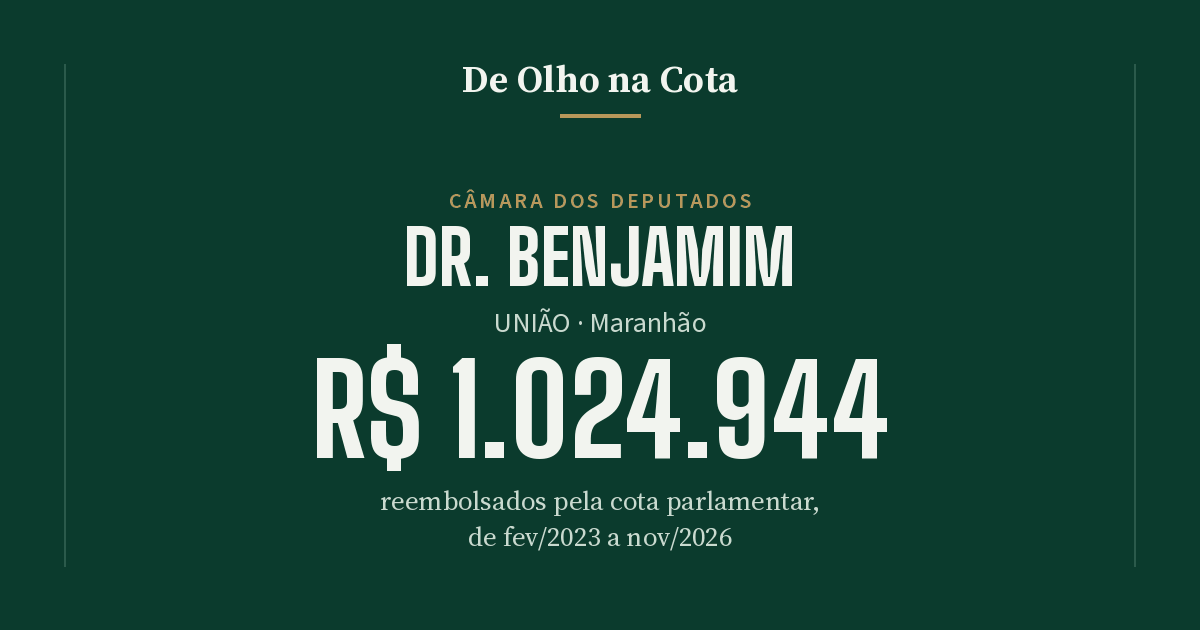 De Olho na Cota
CÂMARA DOS DEPUTADOS
DR. BENJAMIM
UNIÃO · Maranhão
R$ 1.024.944
reembolsados pela cota parlamentar,
de fev/2023 a nov/2026